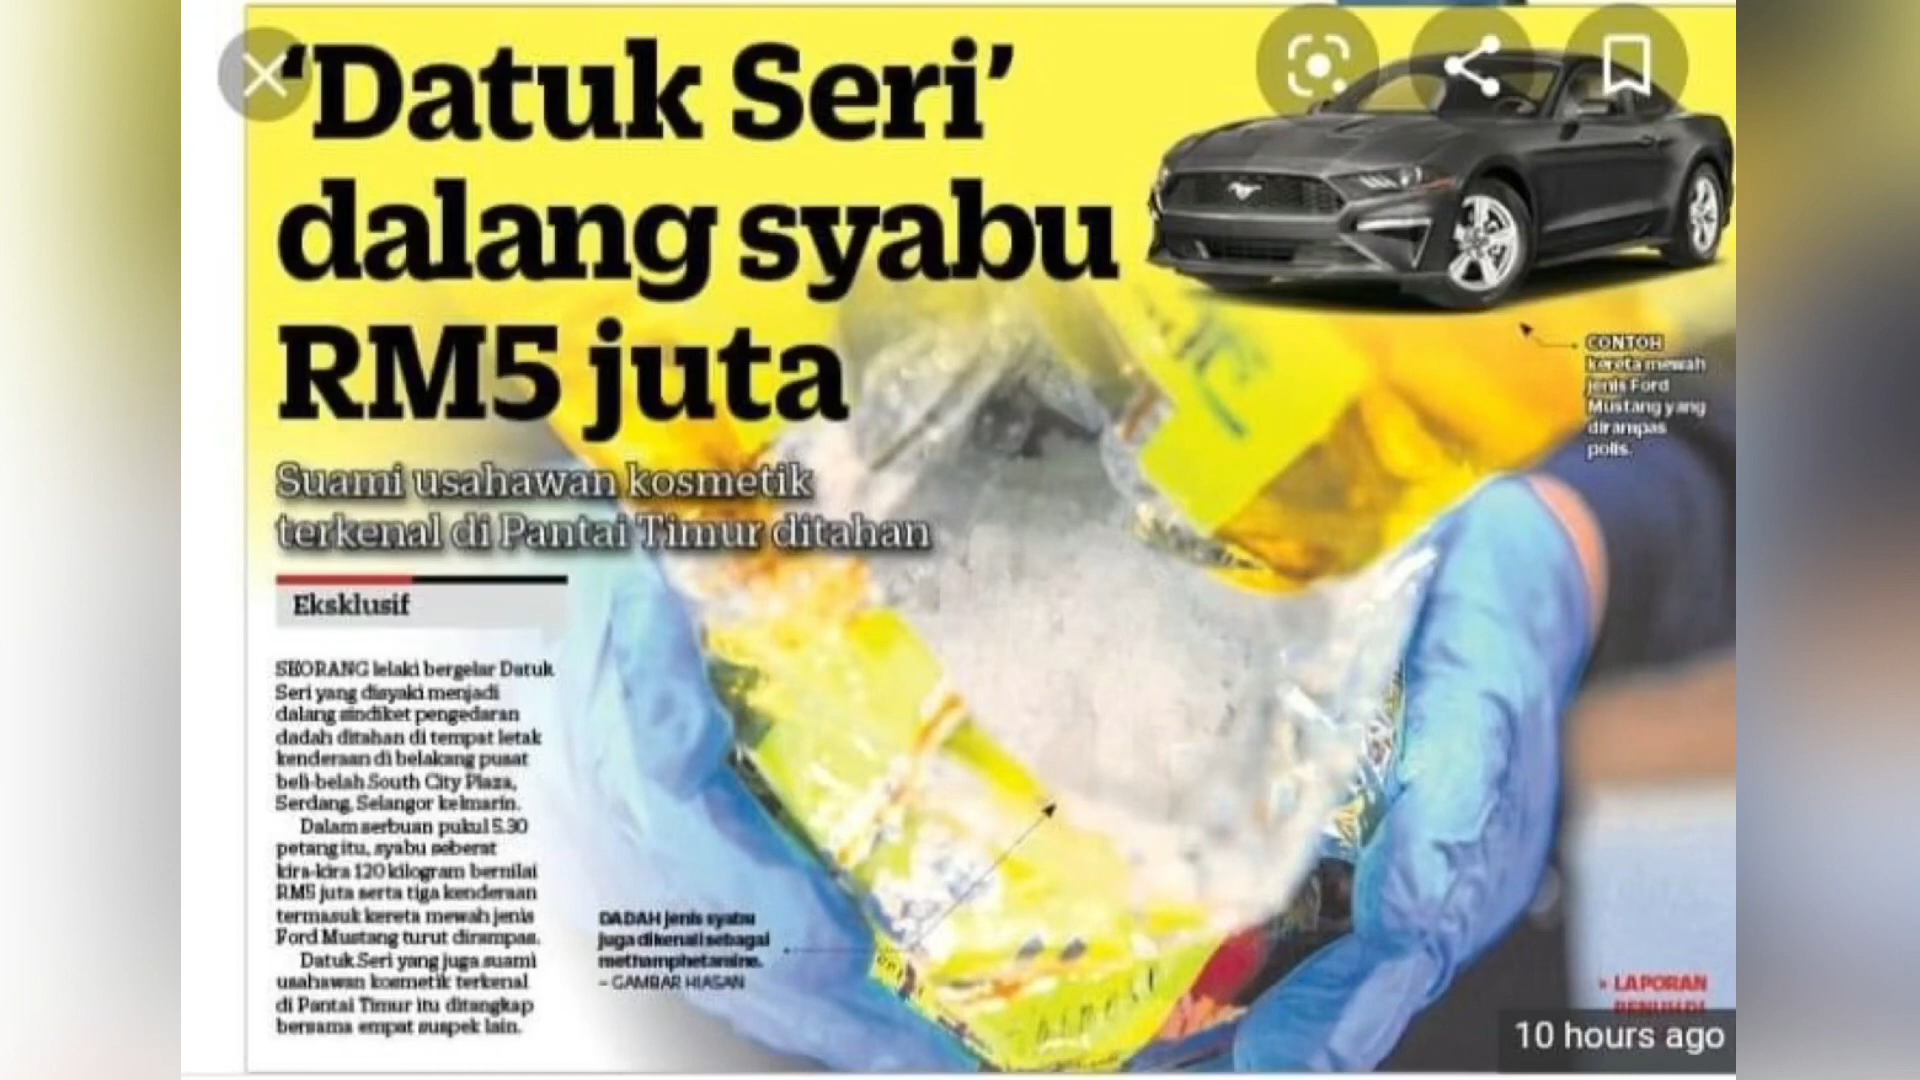 'Datuk Seri'
dalang syabu
RM5 juta
Suami usahawan kosmetik
terkenal di Pantai Timur ditahan
Eksklusif
SEORANG lelaki bergelar Datuk
Seri yang disyaki menjadi
dalang sindiket pengedaran
dadah ditahan di tempat letak
kenderaan di belakang pusat
beli-belah South City Plaza,
Serdang, Selangor kelmarin.
Dalam serbuan pukul 5.30
petang itu, syabu seberat
kira-kira 120 kilogram bernilai
RM5 juta serta tiga kenderaan
termasuk kereta mewah jenis
Ford Mustang turut dirampas.
Datuk Seri yang juga suami
usahawan kosmetik terkenal
di Pantai Timur itu ditangkap
bersama empat suspek lain.
DADAH jenis syabu
juga dikenali sebagai
methamphetamine.
– GAMBAR HIASAN
CONTOH
kereta mewah
jenis Ford
Mustang yang
dirampas
polis.
» LAPORAN
10 hours ago